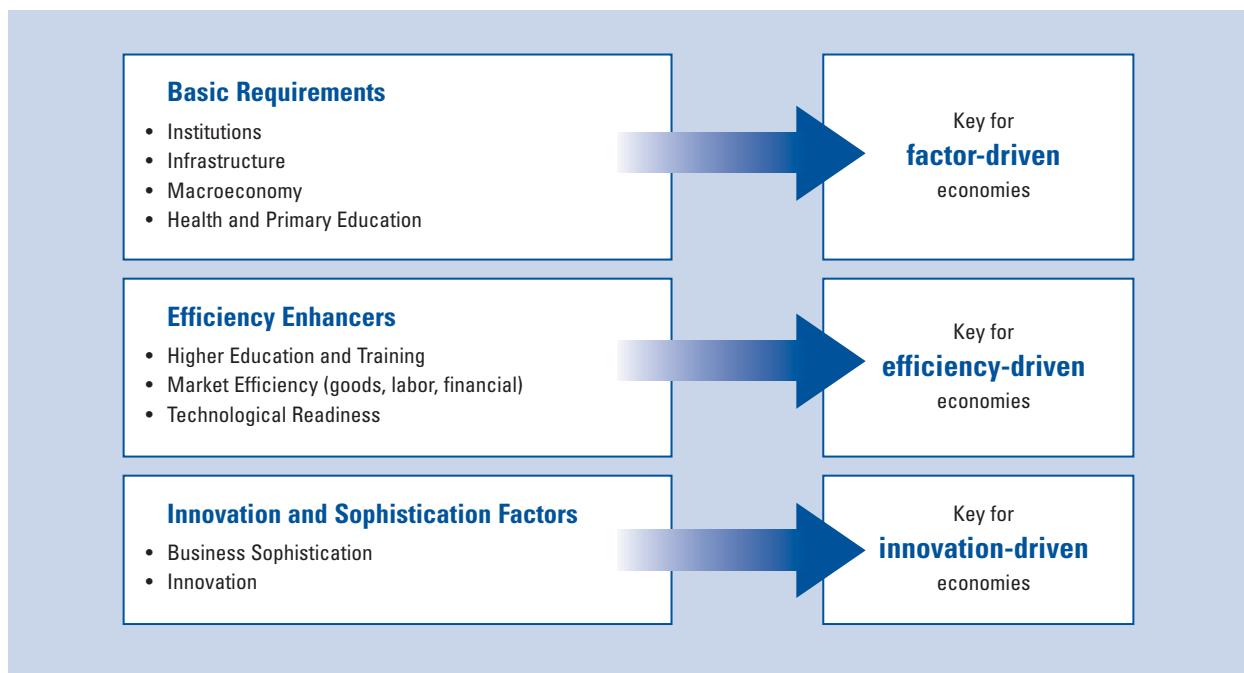 Basic Requirements
• Institutions
• Infrastructure
• Macroeconomy
• Health and Primary Education
Key for
factor-driven
economies
Efficiency Enhancers
• Higher Education and Training
• Market Efficiency (goods, labor, financial)
• Technological Readiness
Key for
efficiency-driven
economies
Innovation and Sophistication Factors
• Business Sophistication
• Innovation
Key for
innovation-driven
economies